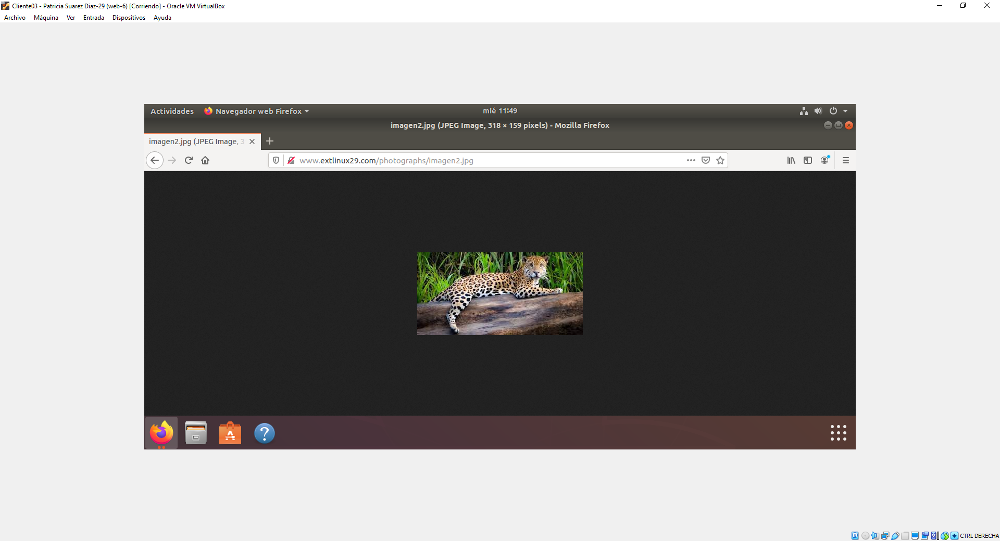 Cliente03 - Patricia Suarez Diaz-29 (web-6) [Corriendo] - Oracle VM VirtualBox
Archivo Máquina Ver Entrada Dispositivos Ayuda
Actividades Navegador web Firefox mié 11:49
imagen2.jpg (JPEG Image, 318 × 159 pixels) - Mozilla Firefox
imagen2.jpg (JPEG Image, 3
www.extlinux29.com/photographs/imagen2.jpg
CTRL DERECHA